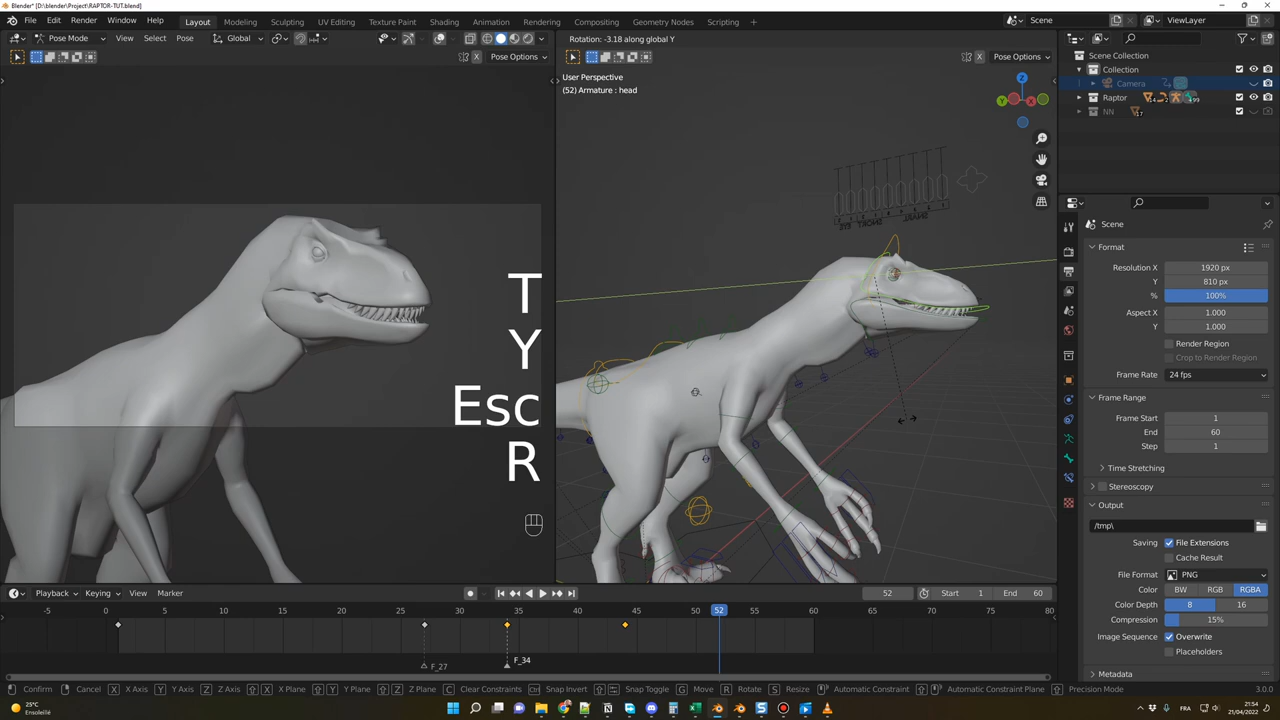 Blender* [D:\blender\Project\RAPTOR-TUT.blend]
File Edit Render Window Help Layout Modeling Sculpting UV Editing Texture Paint Shading Animation Rendering Compositing Geometry Nodes Scripting Scene ViewLayer
Pose Mode View Select Pose Global
Rotation: -3.18 along global Y
X Pose Options
X Pose Options
User Perspective
(52) Armature : head
Z
Y
X
Scene Collection
Collection
Camera
Raptor
NN
17
T
Y
Esc
R
Scene
Format
Resolution X 1920 px
Y 810 px
% 100%
Aspect X 1.000
Y 1.000
Render Region
Crop to Render Region
Frame Rate 24 fps
Frame Range
Frame Start 1
End 60
Step 1
Time Stretching
Stereoscopy
Output
/tmp\
Saving File Extensions
Cache Result
File Format PNG
Color BW RGB RGBA
Color Depth 8 16
Compression 15%
Image Sequence Overwrite
Placeholders
Metadata
Playback Keying View Marker 52 Start 1 End 60
-5 0 5 10 15 20 25 30 35 40 45 50 52 55 60 65 70 75 80
F_27 F_34
Confirm Cancel X X Axis Y Y Axis Z Z Axis X X Plane Y Y Plane Z Z Plane C Clear Constraints Ctrl Snap Invert Snap Toggle G Move R Rotate S Resize Automatic Constraint Automatic Constraint Plane Precision Mode 3.0.0
25°C
Ensoleillé
FRA
21:54
21/04/2022